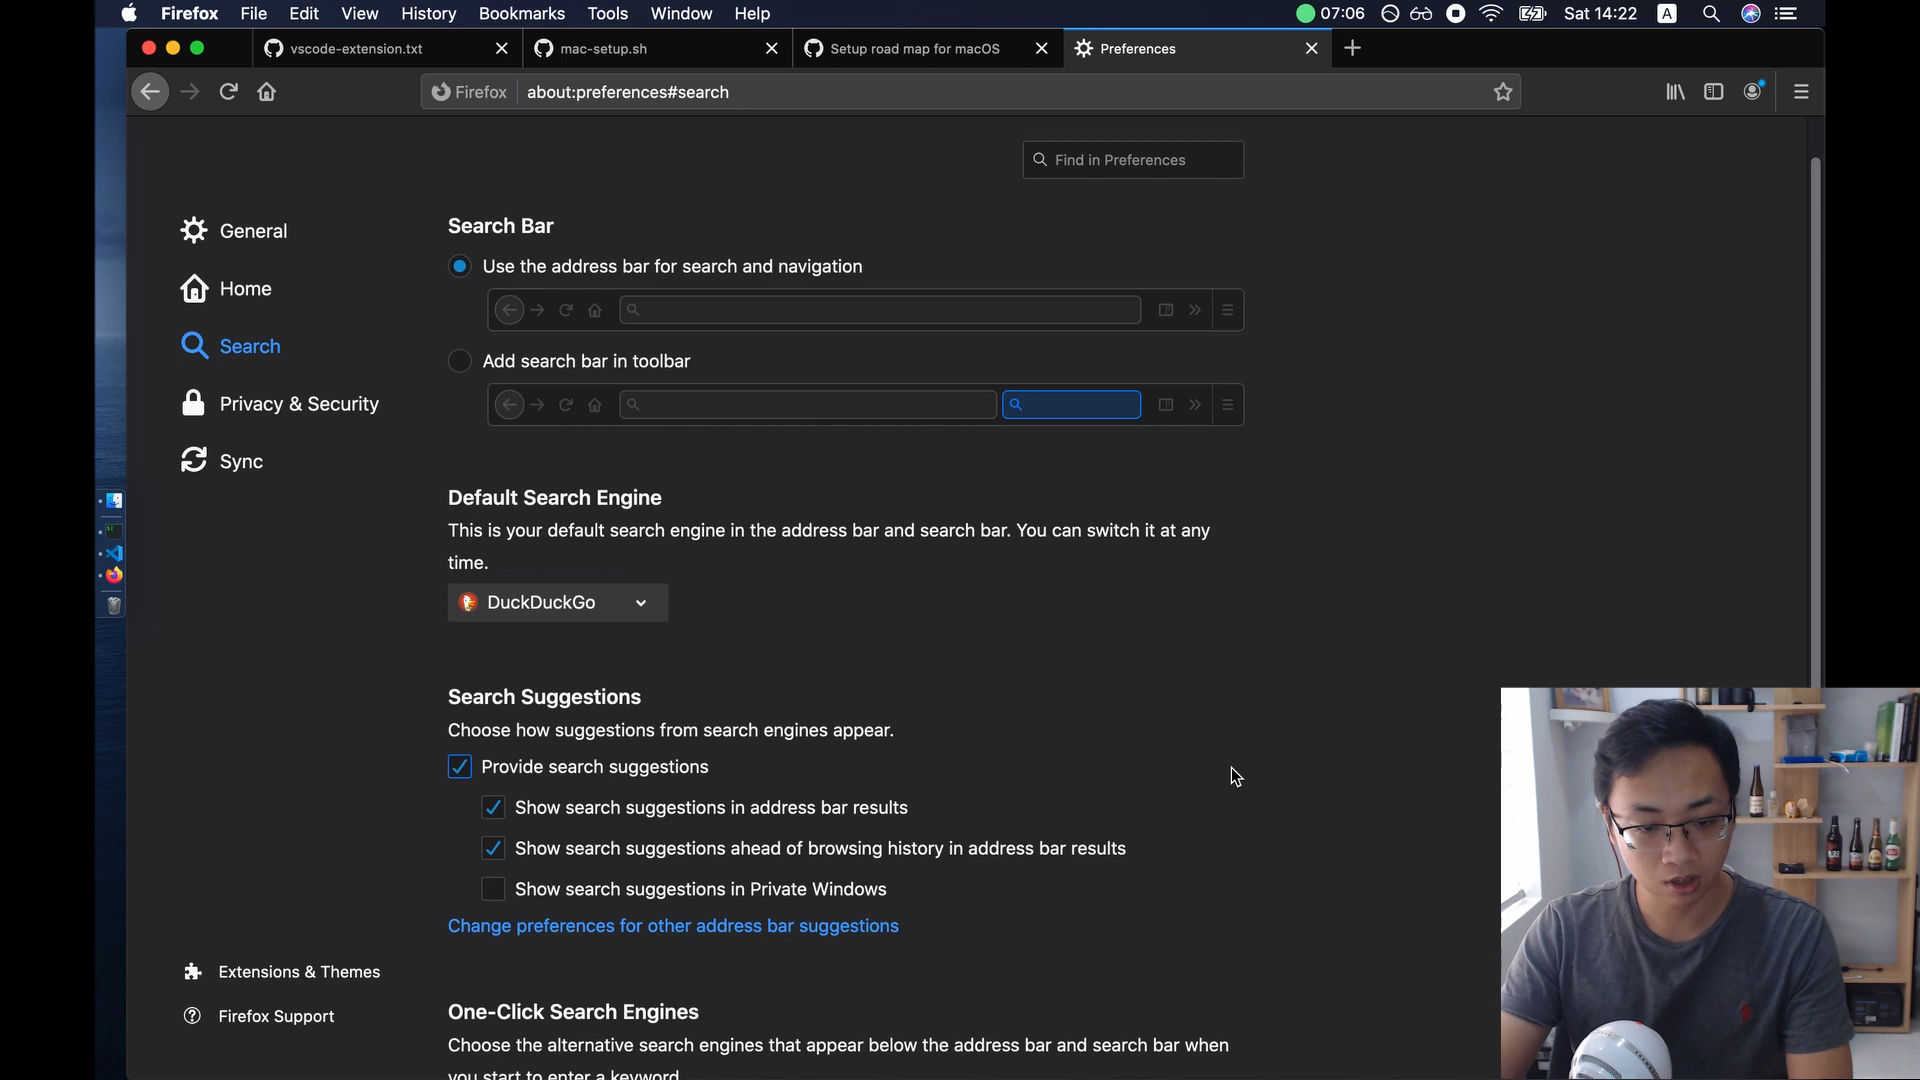 Firefox File Edit View History Bookmarks Tools Window Help 07:06 Sat 14:22 A
vscode-extension.txt mac-setup.sh Setup road map for macOS Preferences
Firefox about:preferences#search
Find in Preferences
General
Home
Search
Privacy & Security
Sync
Extensions & Themes
Firefox Support
Search Bar
Use the address bar for search and navigation
Add search bar in toolbar
Default Search Engine
This is your default search engine in the address bar and search bar. You can switch it at any
time.
DuckDuckGo
Search Suggestions
Choose how suggestions from search engines appear.
Provide search suggestions
Show search suggestions in address bar results
Show search suggestions ahead of browsing history in address bar results
Show search suggestions in Private Windows
Change preferences for other address bar suggestions
One-Click Search Engines
Choose the alternative search engines that appear below the address bar and search bar when
you start to enter a keyword.